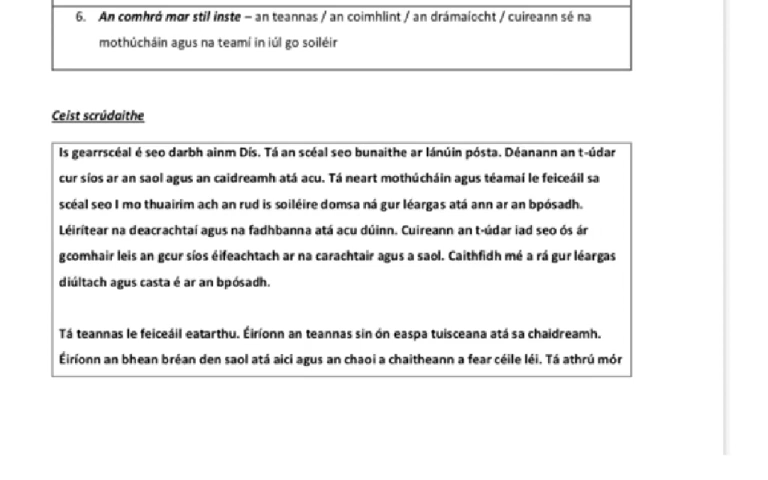 6. An comhrá mar stíl inste – an teannas / an coimhlint / an drámaíocht / cuireann sé na
mothúcháin agus na teamí in iúl go soiléir
Ceist scrúdaithe
Is gearrscéal é seo darbh ainm Dís. Tá an scéal seo bunaithe ar lánúin pósta. Déanann an t-údar
cur síos ar an saol agus an caidreamh atá acu. Tá neart mothúcháin agus téamaí le feiceáil sa
scéal seo I mo thuairim ach an rud is soiléire domsa ná gur léargas atá ann ar an bpósadh.
Léirítear na deacrachtaí agus na fadhbanna atá acu dúinn. Cuireann an t-údar iad seo ós ár
gcomhair leis an gcur síos éifeachtach ar na carachtair agus a saol. Caithfidh mé a rá gur léargas
diúltach agus casta é ar an bpósadh.
Tá teannas le feiceáil eatarthu. Éiríonn an teannas sin ón easpa tuisceana atá sa chaidreamh.
Éiríonn an bhean bréan den saol atá aici agus an chaoi a chaitheann a fear céile léi. Tá athrú mór